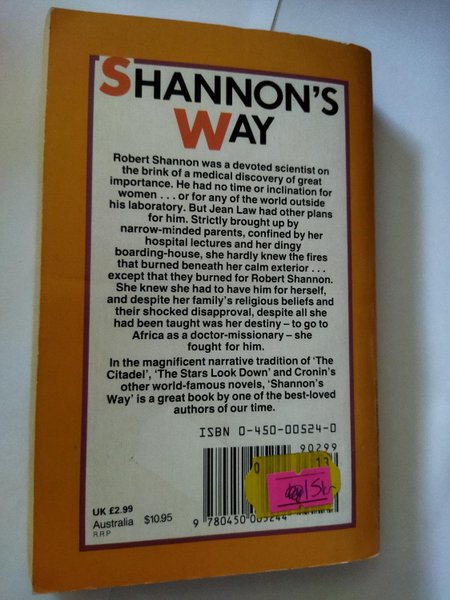 SHANNON'S
WAY
Robert Shannon was a devoted scientist on
the brink of a medical discovery of great
importance. He had no time or inclination for
women . . . or for any of the world outside
his laboratory. But Jean Law had other plans
for him. Strictly brought up by
narrow-minded parents, confined by her
hospital lectures and her dingy
boarding-house, she hardly knew the fires
that burned beneath her calm exterior . . .
except that they burned for Robert Shannon.
She knew she had to have him for herself,
and despite her family's religious beliefs and
their shocked disapproval, despite all she
had been taught was her destiny – to go to
Africa as a doctor-missionary – she
fought for him.
In the magnificent narrative tradition of 'The
Citadel', 'The Stars Look Down' and Cronin's
other world-famous novels, 'Shannon's
Way' is a great book by one of the best-loved
authors of our time.
ISBN 0-450-00524-0
90299
UK £2.99
Australia $10.95
R.R.P.
9 780450 005244